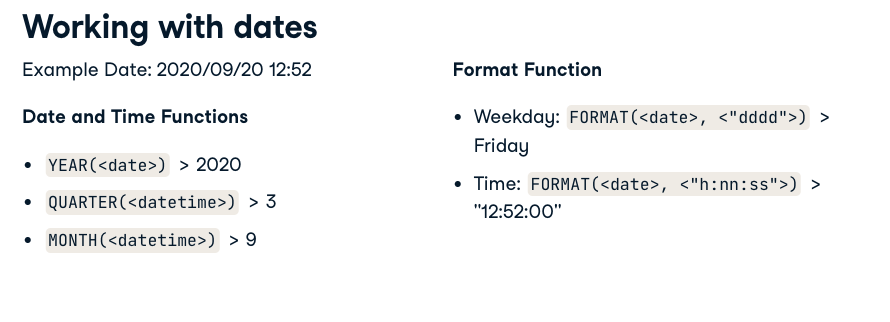 Working with dates
Example Date: 2020/09/20 12:52
Date and Time Functions
• YEAR(<date>) > 2020
• QUARTER(<datetime>) > 3
• MONTH(<datetime>) > 9
Format Function
• Weekday: FORMAT(<date>, <"dddd">) >
Friday
• Time: FORMAT(<date>, <"h:nn:ss">) >
"12:52:00"